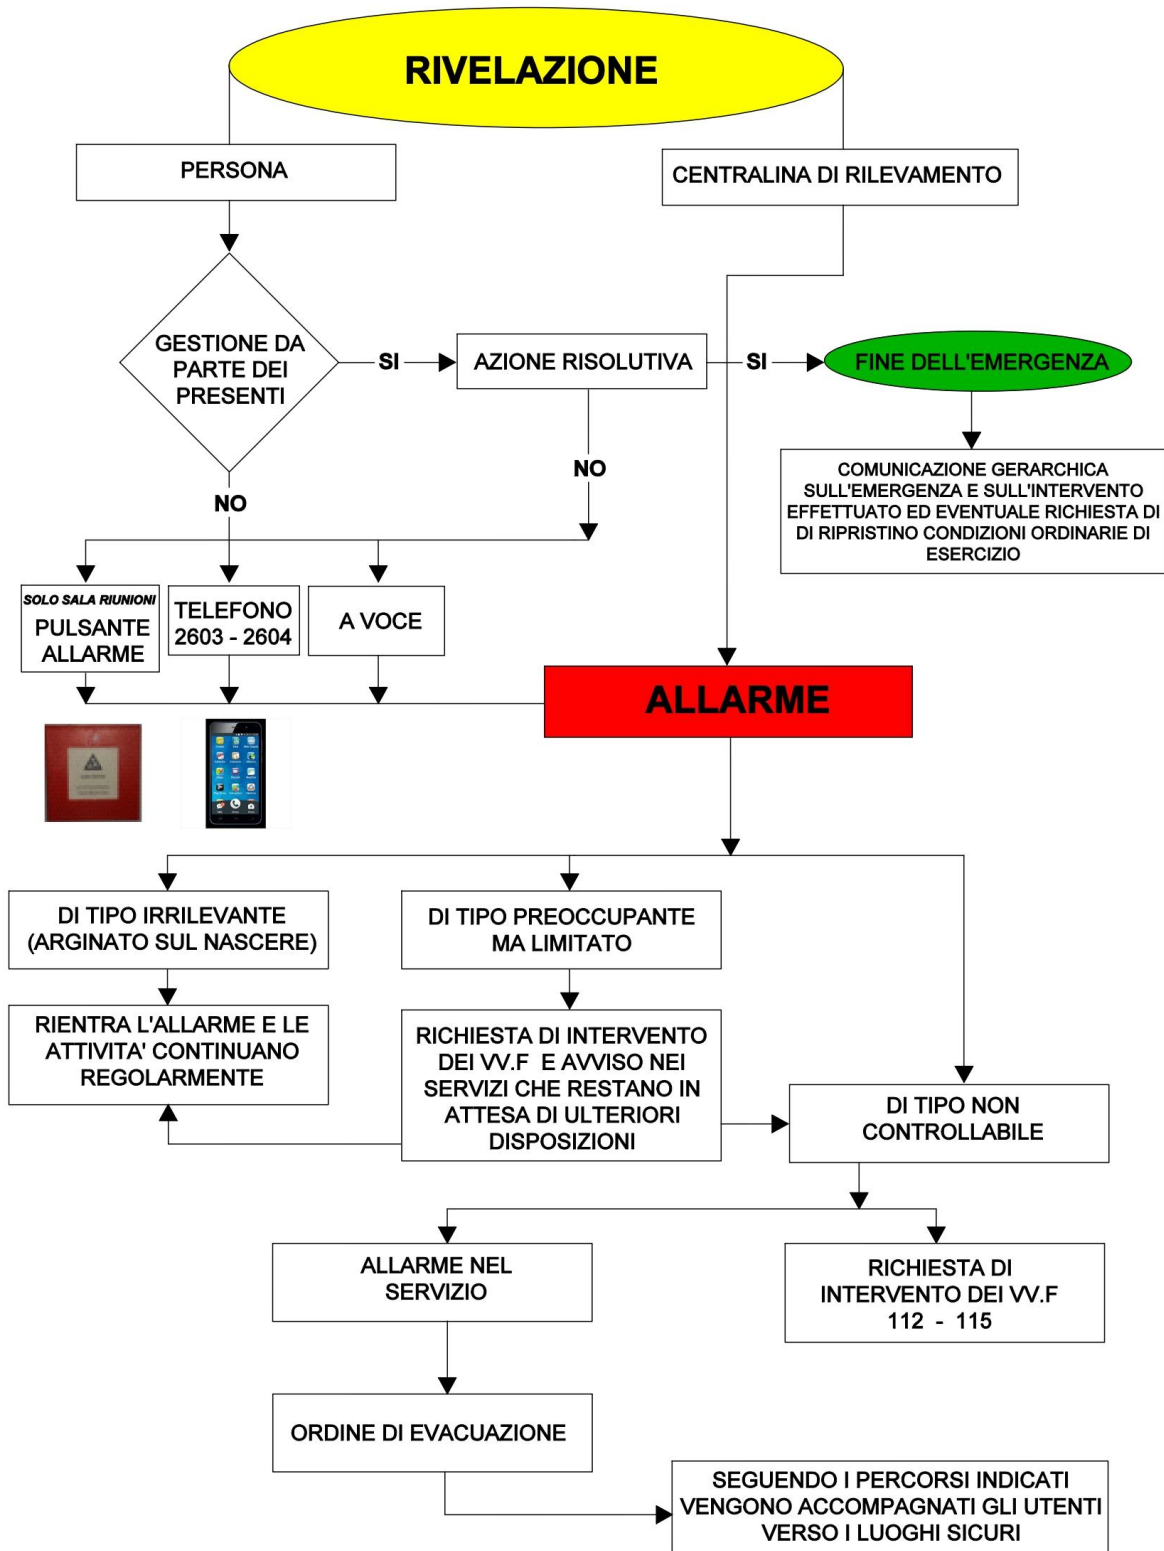 RIVELAZIONE
PERSONA
CENTRALINA DI RILEVAMENTO
GESTIONE DA
PARTE DEI
PRESENTI
SI
AZIONE RISOLUTIVA
SI
FINE DELL'EMERGENZA
NO
NO
COMUNICAZIONE GERARCHICA
SULL'EMERGENZA E SULL'INTERVENTO
EFFETTUATO ED EVENTUALE RICHIESTA DI
DI RIPRISTINO CONDIZIONI ORDINARIE DI
ESERCIZIO
SOLO SALA RIUNIONI
PULSANTE
ALLARME
TELEFONO
2603 - 2604
A VOCE
ALLARME
DI TIPO IRRILEVANTE
(ARGINATO SUL NASCERE)
DI TIPO PREOCCUPANTE
MA LIMITATO
RIENTRA L'ALLARME E LE
ATTIVITA' CONTINUANO
REGOLARMENTE
RICHIESTA DI INTERVENTO
DEI VV.F E AVVISO NEI
SERVIZI CHE RESTANO IN
ATTESA DI ULTERIORI
DISPOSIZIONI
DI TIPO NON
CONTROLLABILE
ALLARME NEL
SERVIZIO
RICHIESTA DI
INTERVENTO DEI VV.F
112 - 115
ORDINE DI EVACUAZIONE
SEGUENDO I PERCORSI INDICATI
VENGONO ACCOMPAGNATI GLI UTENTI
VERSO I LUOGHI SICURI